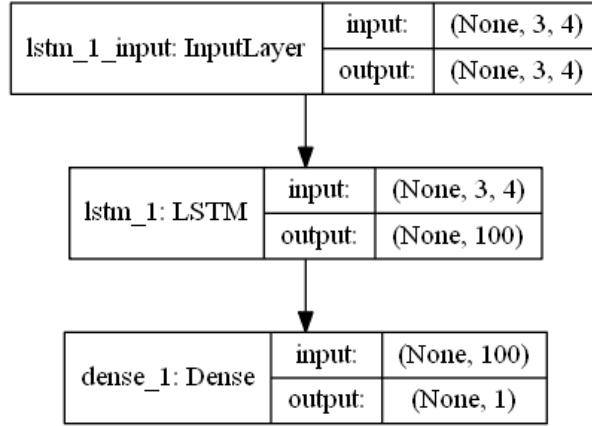 lstm_1_input: InputLayer
input: (None, 3, 4)
output: (None, 3, 4)
lstm_1: LSTM
input: (None, 3, 4)
output: (None, 100)
dense_1: Dense
input: (None, 100)
output: (None, 1)